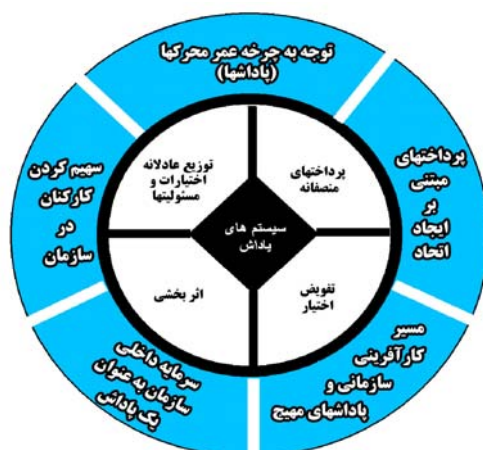 توجه به چرخه عمر محرکها
(پاداشها)
پرداختهای
مبتنی
بر
ایجاد
اتحاد
مسیر
کارآفرینی
سازمانی و
پاداشهای مهیج
سرمایه داخلی
سازمان به عنوان
یک پاداش
سهیم کردن
کارکنان
در
سازمان
پرداختهای
منصفانه
توزیع عادلانه
اختیارات و
مسئولیتها
سیستم های
پاداش
تفویض
اختیار
اثر بخشی